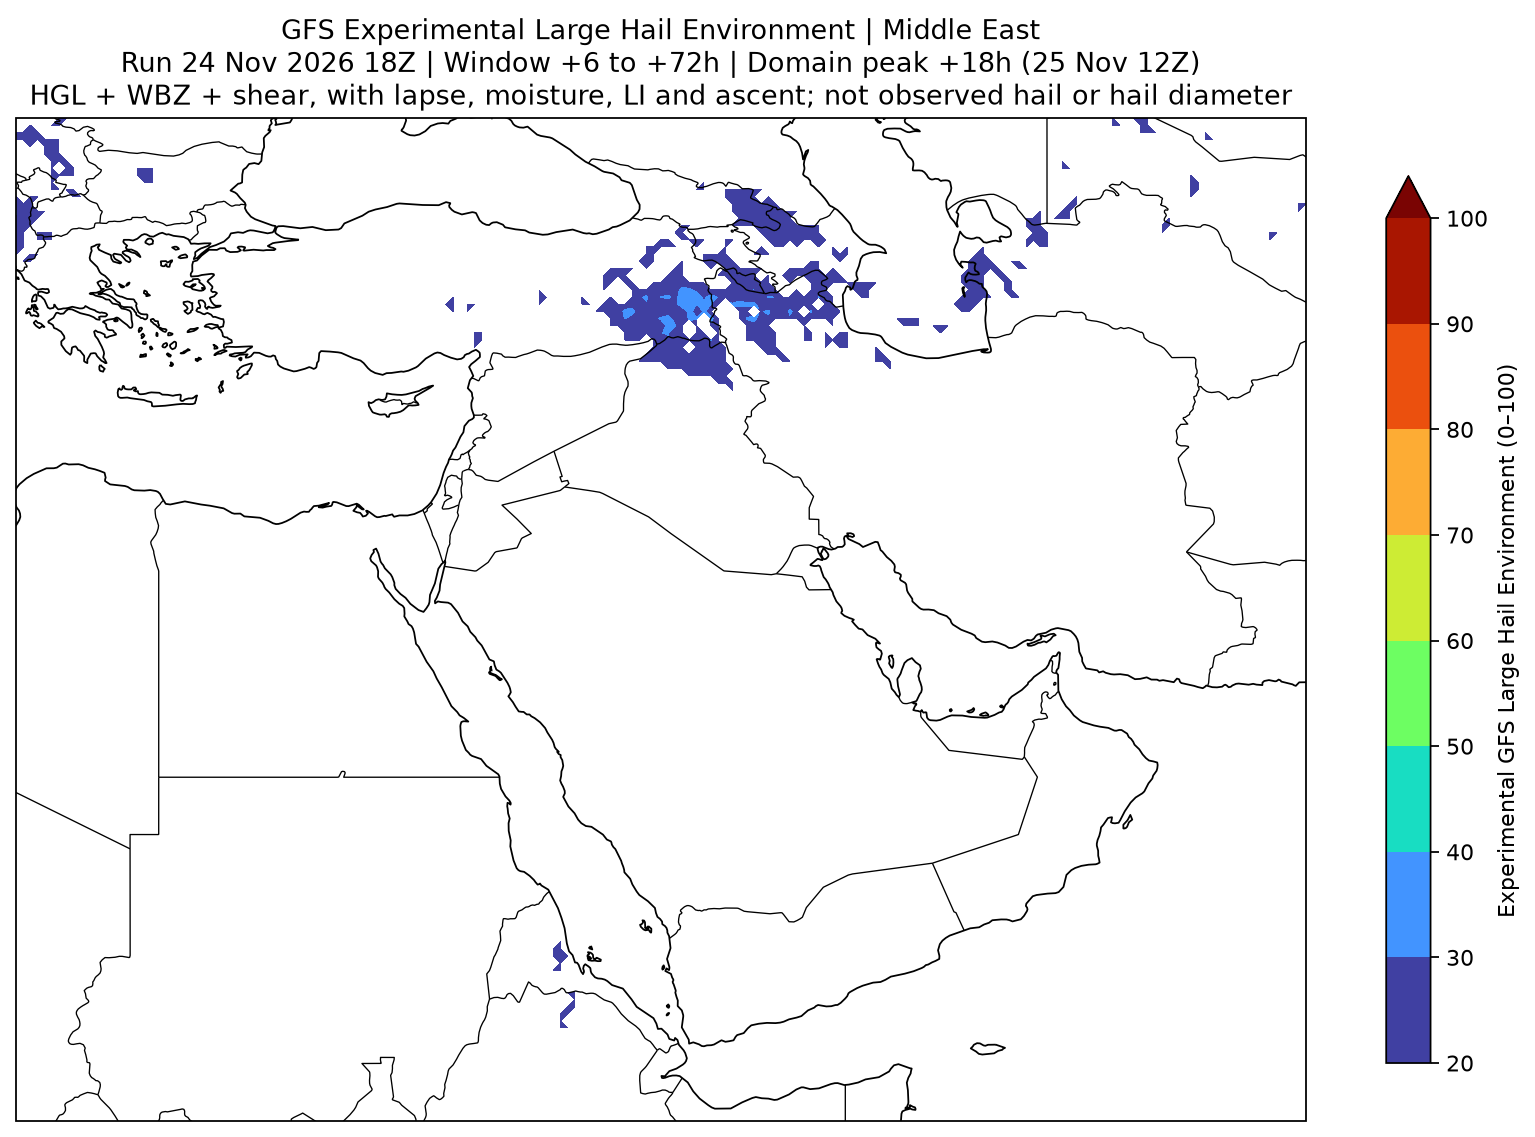 GFS Experimental Large Hail Environment | Middle East
Run 24 Nov 2026 18Z | Window +6 to +72h | Domain peak +18h (25 Nov 12Z)
HGL + WBZ + shear, with lapse, moisture, LI and ascent; not observed hail or hail diameter
100
90
80
70
60
50
40
30
20
Experimental GFS Large Hail Environment (0–100)